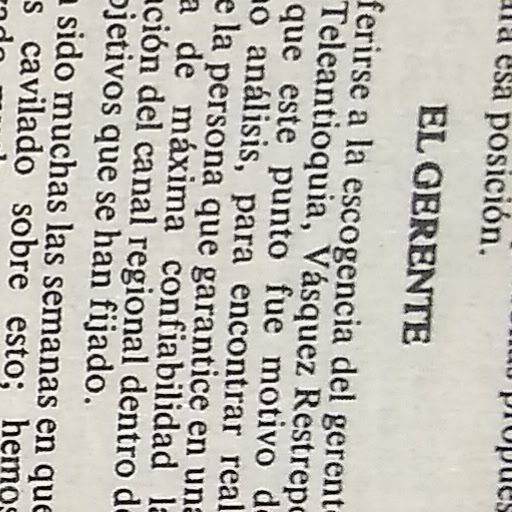 ara esa posición.
EL GERENTE
ferirse a la escogencia del gerente
Teleantioquia, Vásquez Restrepo
que este punto fue motivo de
o análisis, para encontrar real
e la persona que garantice en una
a de máxima confiabilidad la
ción del canal regional dentro de
bjetivos que se han fijado.
sido muchas las semanas en que
s cavilado sobre esto; hemos